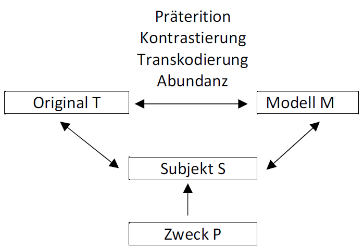 Präterition
Kontrastierung
Transkodierung
Abundanz
Original T
Modell M
Subjekt S
Zweck P